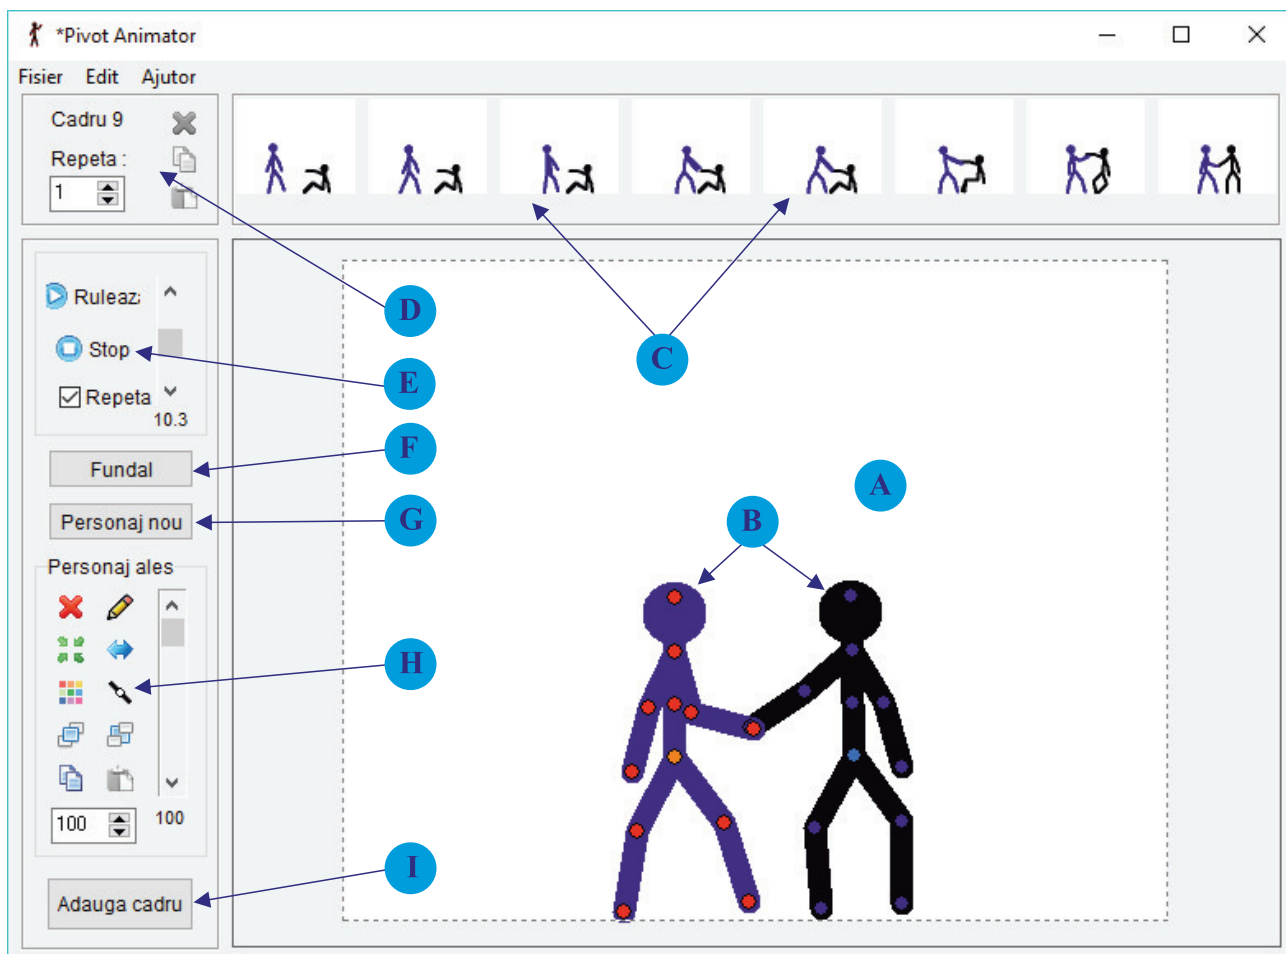 *Pivot Animator
Fisier Edit Ajutor
Cadru 9
Repeta :
1
Ruleaza
Stop
Repeta
10.3
Fundal
Personaj nou
Personaj ales
100
100
Adauga cadru
D
C
E
F
A
G
B
H
I